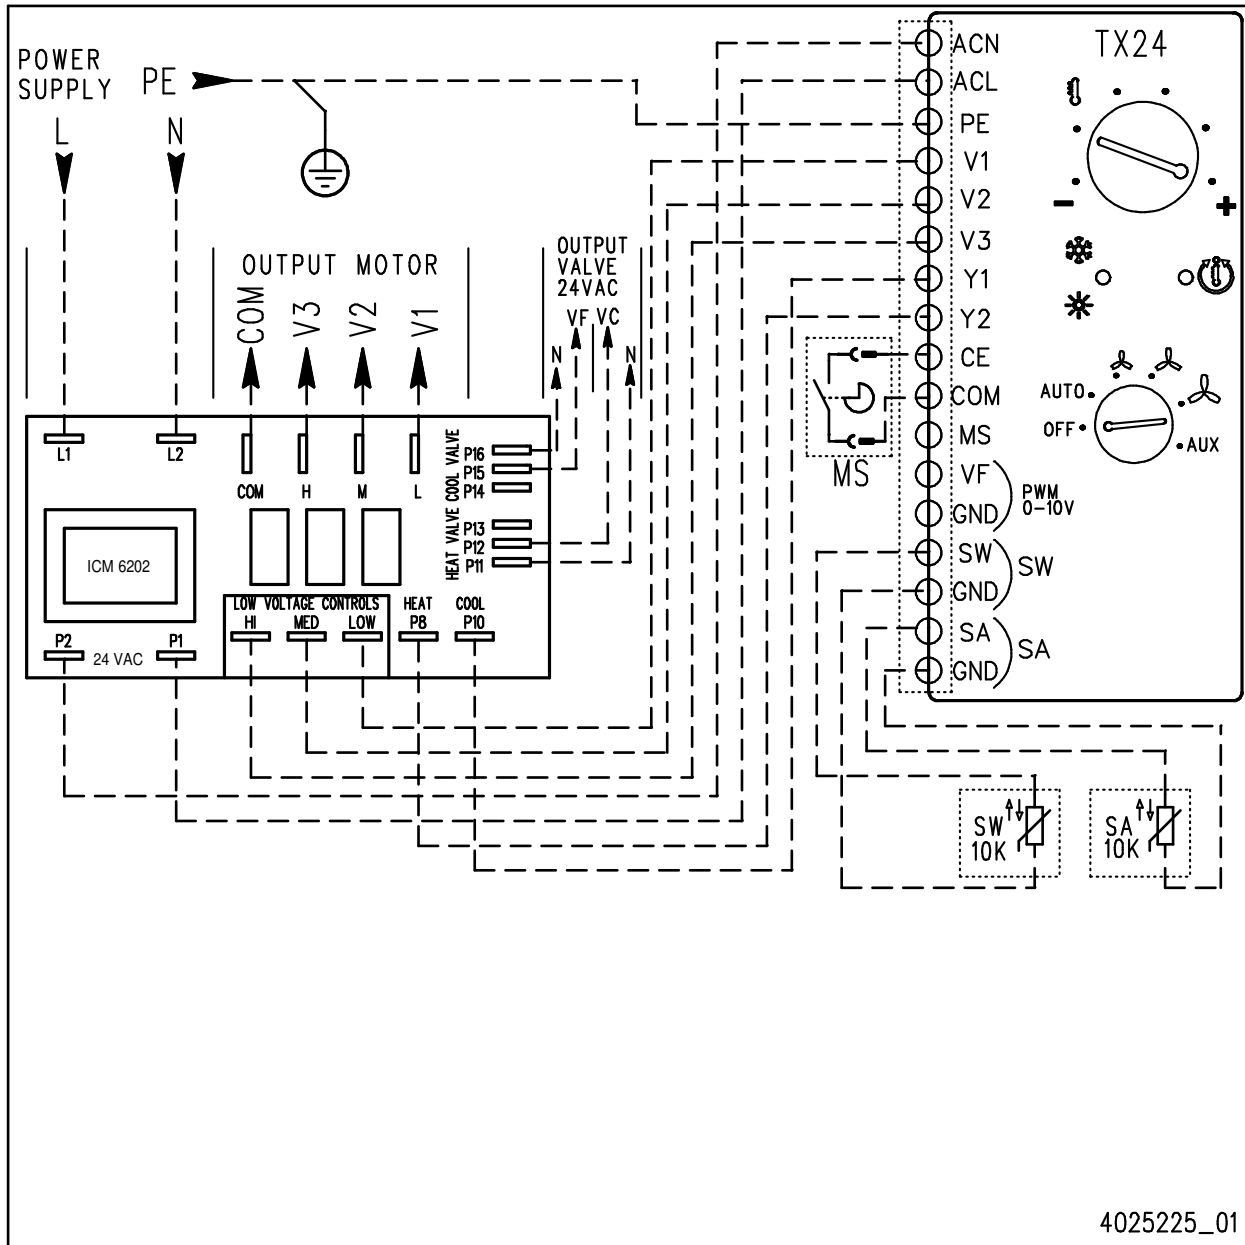 POWER
SUPPLY
PE
L
N
OUTPUT MOTOR
COM
V3
V2
V1
OUTPUT
VALVE
24VAC
VF
VC
N
N
L1
L2
COM
H
M
L
COOL VALVE
P16
P15
P14
HEAT VALVE
P13
P12
P11
ICM 6202
LOW VOLTAGE CONTROLS
HI
MED
LOW
HEAT
P8
COOL
P10
P2
24 VAC
P1
TX24
ACN
ACL
PE
V1
V2
V3
Y1
Y2
CE
COM
MS
VF
GND
PWM
0-10V
SW
GND
SW
SA
GND
SA
- +
AUTO
OFF
AUX
MS
SW
10K
SA
10K
4025225_01